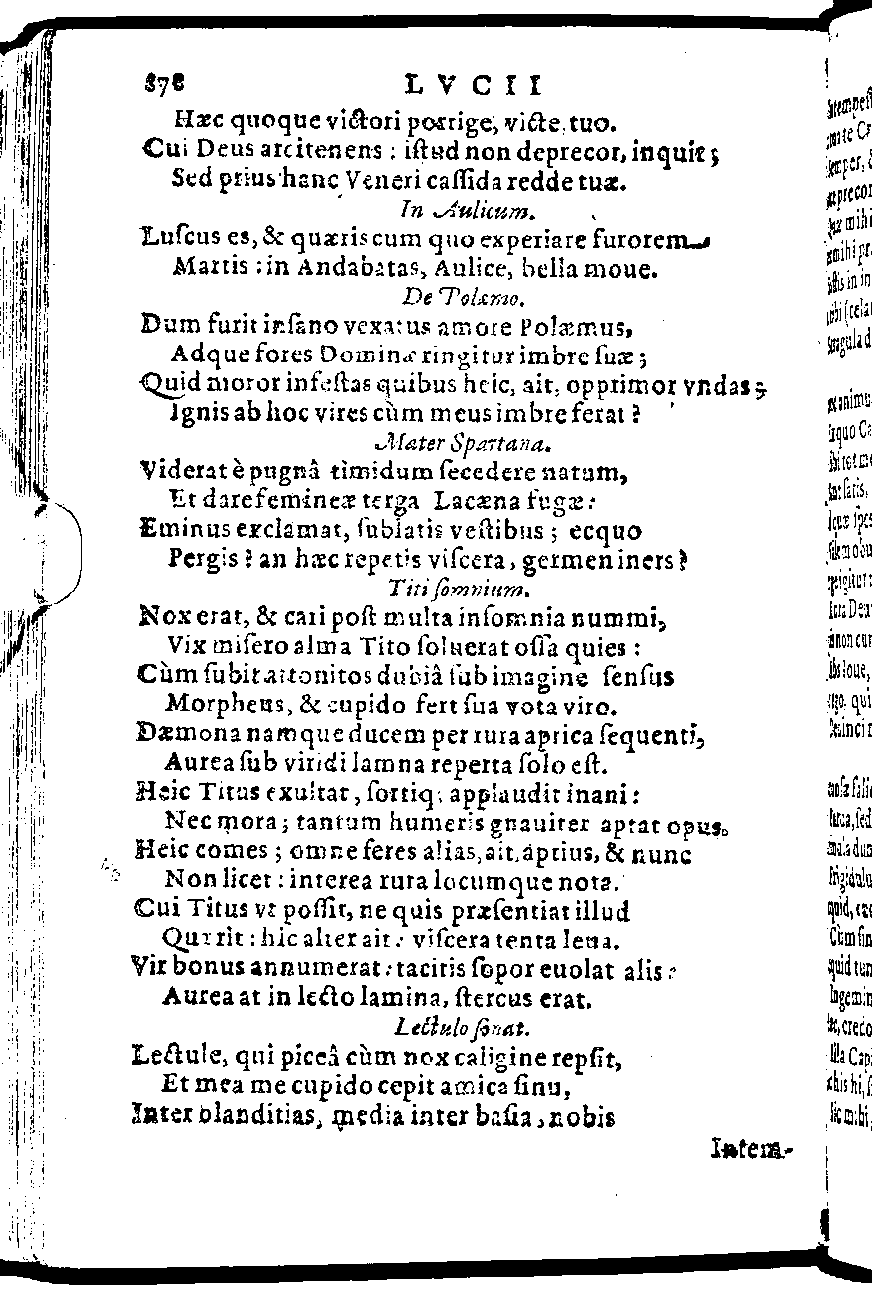 878 LVCII
Hæc quoque victori porrige, victe, tuo.
Cui Deus arcitenens : iſtud non deprecor, inquit;
Sed prius hanc Veneri caſſida redde tuæ.
In Aulicum.
Luſcus es, & quæris cum quo experiare furorem
Martis : in Andabatas, Aulice, bella moue.
De Polæmo.
Dum furit inſano vexatus amore Polæmus,
Adque fores Dominæ ringitur imbre ſuæ;
Quid moror infeſtas quibus heic, ait, opprimor vndas;
Ignis ab hoc vires cùm meus imbre ferat?
Mater Spartana.
Viderat è pugnâ timidum ſecedere natum,
Et dare femineæ terga Lacæna fugæ:
Eminus exclamat, ſublatis veſtibus; ecquo
Pergis? an hæc repetis viſcera, germen iners?
Titi ſomnium.
Nox erat, & cari poſt multa inſomnia nummi,
Vix miſero alma Tito ſoluerat oſſa quies :
Cùm ſubit attonitos dubiâ ſub imagine ſenſus
Morpheus, & cupido fert ſua vota viro.
Dæmona namque ducem per rura aprica ſequenti,
Aurea ſub viridi lamna reperta ſolo eſt.
Heic Titus exultat, ſortiq; applaudit inani:
Nec mora; tantum humeris gnauiter aptat opus.
Heic comes; omne feres alias, ait, aptius, & nunc
Non licet : interea rura locumque nota.
Cui Titus vt poſſit, ne quis præſentiat illud
Quærit : hic alter ait: viſcera tenta leua.
Vir bonus annumerat: tacitis ſopor euolat alis:
Aurea at in lecto lamina, ſtercus erat.
Lectulo ſonat.
Lectule, qui piceâ cùm nox caligine repſit,
Et mea me cupido cepit amica ſinu,
Inter blanditias, media inter baſia, nobis
Intem-